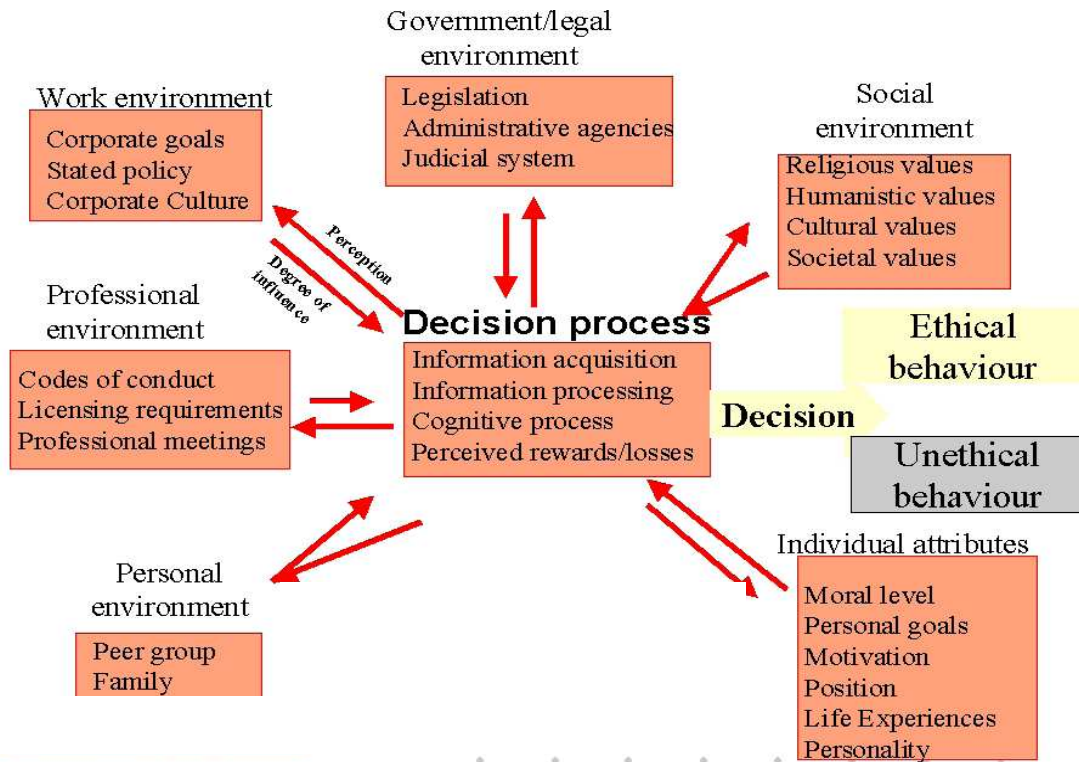 Government/legal
environment
Legislation
Administrative agencies
Judicial system
Work environment
Corporate goals
Stated policy
Corporate Culture
Social
environment
Religious values
Humanistic values
Cultural values
Societal values
Perception
Degree of
influence
Professional
environment
Codes of conduct
Licensing requirements
Professional meetings
Decision process
Information acquisition
Information processing
Cognitive process
Perceived rewards/losses
Decision
Ethical
behaviour
Unethical
behaviour
Personal
environment
Peer group
Family
Individual attributes
Moral level
Personal goals
Motivation
Position
Life Experiences
Personality